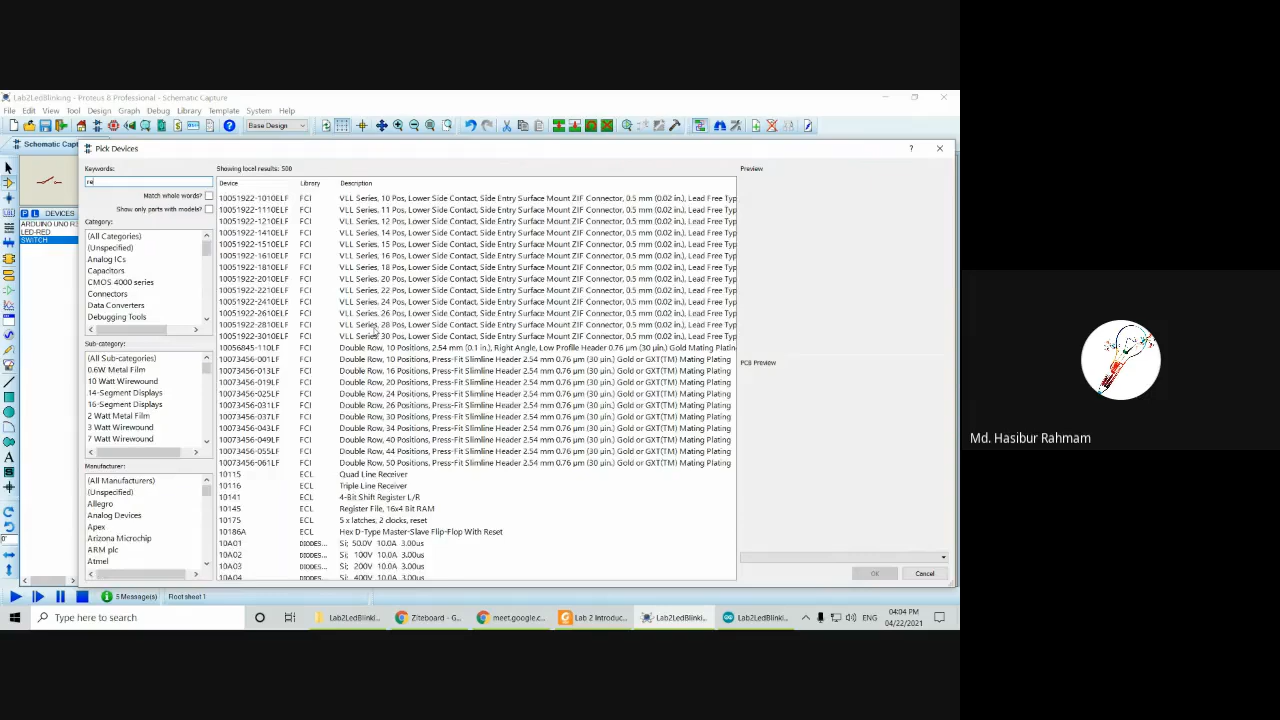 Lab2LedBlinking - Proteus 8 Professional - Schematic Capture
File Edit View Tool Design Graph Debug Library Template System Help
Base Design
Schematic Capt
Pick Devices
Keywords:
re
Match whole words?
Show only parts with models?
Category:
(All Categories)
(Unspecified)
Analog ICs
Capacitors
CMOS 4000 series
Connectors
Data Converters
Debugging Tools
Sub-category:
(All Sub-categories)
0.6W Metal Film
10 Watt Wirewound
14-Segment Displays
16-Segment Displays
2 Watt Metal Film
3 Watt Wirewound
7 Watt Wirewound
Manufacturer:
(All Manufacturers)
(Unspecified)
Allegro
Analog Devices
Apex
Arizona Microchip
ARM plc
Atmel
P L DEVICES
ARDUINO UNO R3
LED-RED
SWITCH
Showing local results: 500
Device Library Description
10051922-1010ELF FCI VLL Series, 10 Pos, Lower Side Contact, Side Entry Surface Mount ZIF Connector, 0.5 mm (0.02 in.), Lead Free Typ
10051922-1110ELF FCI VLL Series, 11 Pos, Lower Side Contact, Side Entry Surface Mount ZIF Connector, 0.5 mm (0.02 in.), Lead Free Typ
10051922-1210ELF FCI VLL Series, 12 Pos, Lower Side Contact, Side Entry Surface Mount ZIF Connector, 0.5 mm (0.02 in.), Lead Free Typ
10051922-1410ELF FCI VLL Series, 14 Pos, Lower Side Contact, Side Entry Surface Mount ZIF Connector, 0.5 mm (0.02 in.), Lead Free Typ
10051922-1510ELF FCI VLL Series, 15 Pos, Lower Side Contact, Side Entry Surface Mount ZIF Connector, 0.5 mm (0.02 in.), Lead Free Typ
10051922-1610ELF FCI VLL Series, 16 Pos, Lower Side Contact, Side Entry Surface Mount ZIF Connector, 0.5 mm (0.02 in.), Lead Free Typ
10051922-1810ELF FCI VLL Series, 18 Pos, Lower Side Contact, Side Entry Surface Mount ZIF Connector, 0.5 mm (0.02 in.), Lead Free Typ
10051922-2010ELF FCI VLL Series, 20 Pos, Lower Side Contact, Side Entry Surface Mount ZIF Connector, 0.5 mm (0.02 in.), Lead Free Typ
10051922-2210ELF FCI VLL Series, 22 Pos, Lower Side Contact, Side Entry Surface Mount ZIF Connector, 0.5 mm (0.02 in.), Lead Free Typ
10051922-2410ELF FCI VLL Series, 24 Pos, Lower Side Contact, Side Entry Surface Mount ZIF Connector, 0.5 mm (0.02 in.), Lead Free Typ
10051922-2610ELF FCI VLL Series, 26 Pos, Lower Side Contact, Side Entry Surface Mount ZIF Connector, 0.5 mm (0.02 in.), Lead Free Typ
10051922-2810ELF FCI VLL Series, 28 Pos, Lower Side Contact, Side Entry Surface Mount ZIF Connector, 0.5 mm (0.02 in.), Lead Free Typ
10051922-3010ELF FCI VLL Series, 30 Pos, Lower Side Contact, Side Entry Surface Mount ZIF Connector, 0.5 mm (0.02 in.), Lead Free Typ
10056845-110LF FCI Double Row, 10 Positions, 2.54 mm (0.1 in.), Right Angle, Low Profile Header 0.76 µm (30 µin.) Gold Mating Platin
10073456-001LF FCI Double Row, 10 Positions, Press-Fit Slimline Header 2.54 mm 0.76 µm (30 µin.) Gold or GXT(TM) Mating Plating
10073456-013LF FCI Double Row, 16 Positions, Press-Fit Slimline Header 2.54 mm 0.76 µm (30 µin.) Gold or GXT(TM) Mating Plating
10073456-019LF FCI Double Row, 20 Positions, Press-Fit Slimline Header 2.54 mm 0.76 µm (30 µin.) Gold or GXT(TM) Mating Plating
10073456-025LF FCI Double Row, 24 Positions, Press-Fit Slimline Header 2.54 mm 0.76 µm (30 µin.) Gold or GXT(TM) Mating Plating
10073456-031LF FCI Double Row, 26 Positions, Press-Fit Slimline Header 2.54 mm 0.76 µm (30 µin.) Gold or GXT(TM) Mating Plating
10073456-037LF FCI Double Row, 30 Positions, Press-Fit Slimline Header 2.54 mm 0.76 µm (30 µin.) Gold or GXT(TM) Mating Plating
10073456-043LF FCI Double Row, 34 Positions, Press-Fit Slimline Header 2.54 mm 0.76 µm (30 µin.) Gold or GXT(TM) Mating Plating
10073456-049LF FCI Double Row, 40 Positions, Press-Fit Slimline Header 2.54 mm 0.76 µm (30 µin.) Gold or GXT(TM) Mating Plating
10073456-055LF FCI Double Row, 44 Positions, Press-Fit Slimline Header 2.54 mm 0.76 µm (30 µin.) Gold or GXT(TM) Mating Plating
10073456-061LF FCI Double Row, 50 Positions, Press-Fit Slimline Header 2.54 mm 0.76 µm (30 µin.) Gold or GXT(TM) Mating Plating
10115 ECL Quad Line Receiver
10116 ECL Triple Line Receiver
10141 ECL 4-Bit Shift Register L/R
10145 ECL Register File, 16x4 Bit RAM
10175 ECL 5 x latches, 2 clocks, reset
10186A ECL Hex D-Type Master-Slave Flip-Flop With Reset
10A01 DIODES... Si; 50.0V 10.0A 3.00us
10A02 DIODES... Si; 100V 10.0A 3.00us
10A03 DIODES... Si; 200V 10.0A 3.00us
10A04 DIODES... Si; 400V 10.0A 3.00us
Preview
PCB Preview
OK Cancel
5 Message(s) Root sheet 1
Type here to search
Lab2LedBlinki...
Ziteboard - G...
meet.google.c...
Lab 2 Introduc...
Lab2LedBlinki...
Lab2LedBlinki...
ENG
04:04 PM
04/22/2021
Md. Hasibur Rahmam